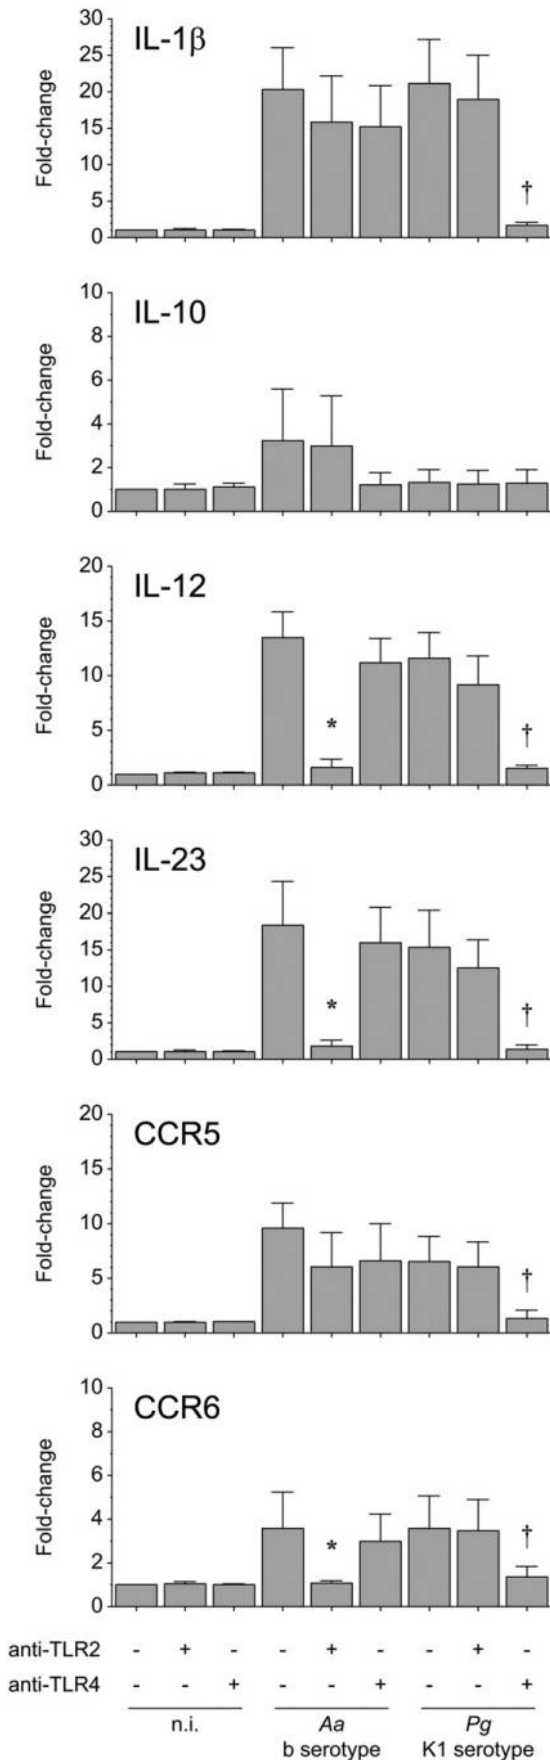 IL-1β
Fold-change
30
25
20
15
10
5
0
†
IL-10
Fold-change
10
8
6
4
2
0
IL-12
Fold-change
20
15
10
5
0
*
†
IL-23
Fold-change
30
25
20
15
10
5
0
*
†
CCR5
Fold-change
20
15
10
5
0
†
CCR6
Fold-change
10
8
6
4
2
0
*
†
anti-TLR2 - + - - + - - + -
anti-TLR4 - - + - - + - - +
n.i. Aa Pg
b serotype K1 serotype